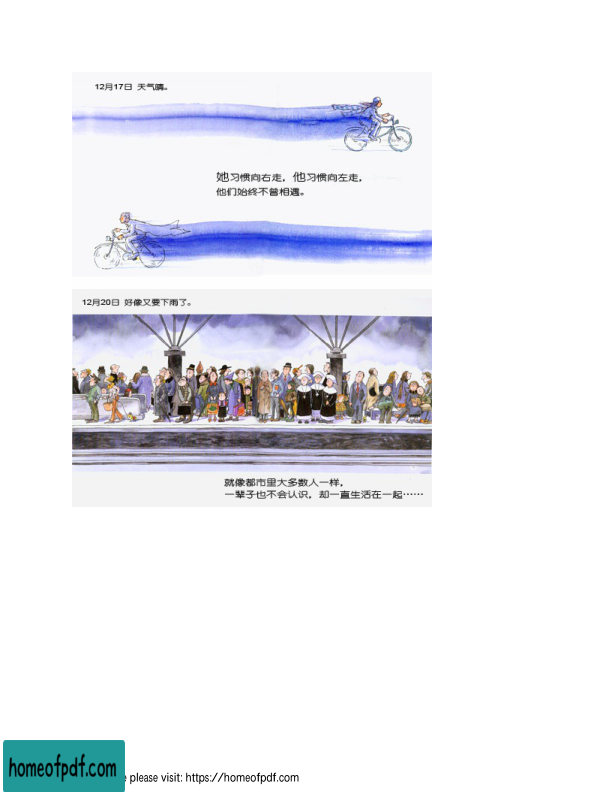 12月17日 天气晴。
她习惯向右走，他习惯向左走，
他们始终不曾相遇。
12月20日 好像又要下雨了。
就像都市里大多数人一样，
一辈子也不会认识，却一直生活在一起……
homeofpdf.com
e please visit: https://homeofpdf.com